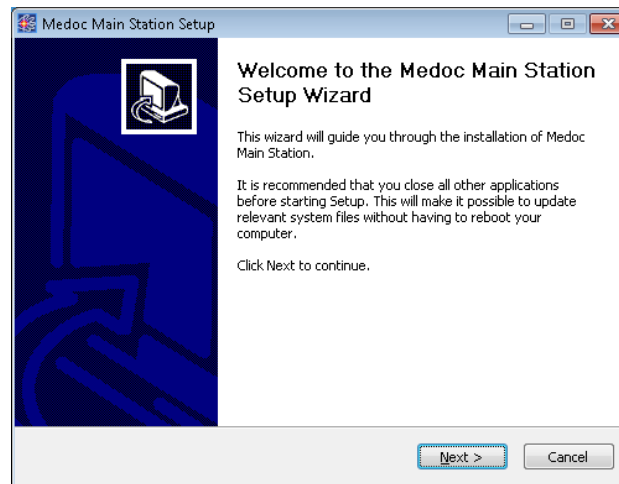 Medoc Main Station Setup
Welcome to the Medoc Main Station
Setup Wizard
This wizard will guide you through the installation of Medoc
Main Station.
It is recommended that you close all other applications
before starting Setup. This will make it possible to update
relevant system files without having to reboot your
computer.
Click Next to continue.
Next >
Cancel